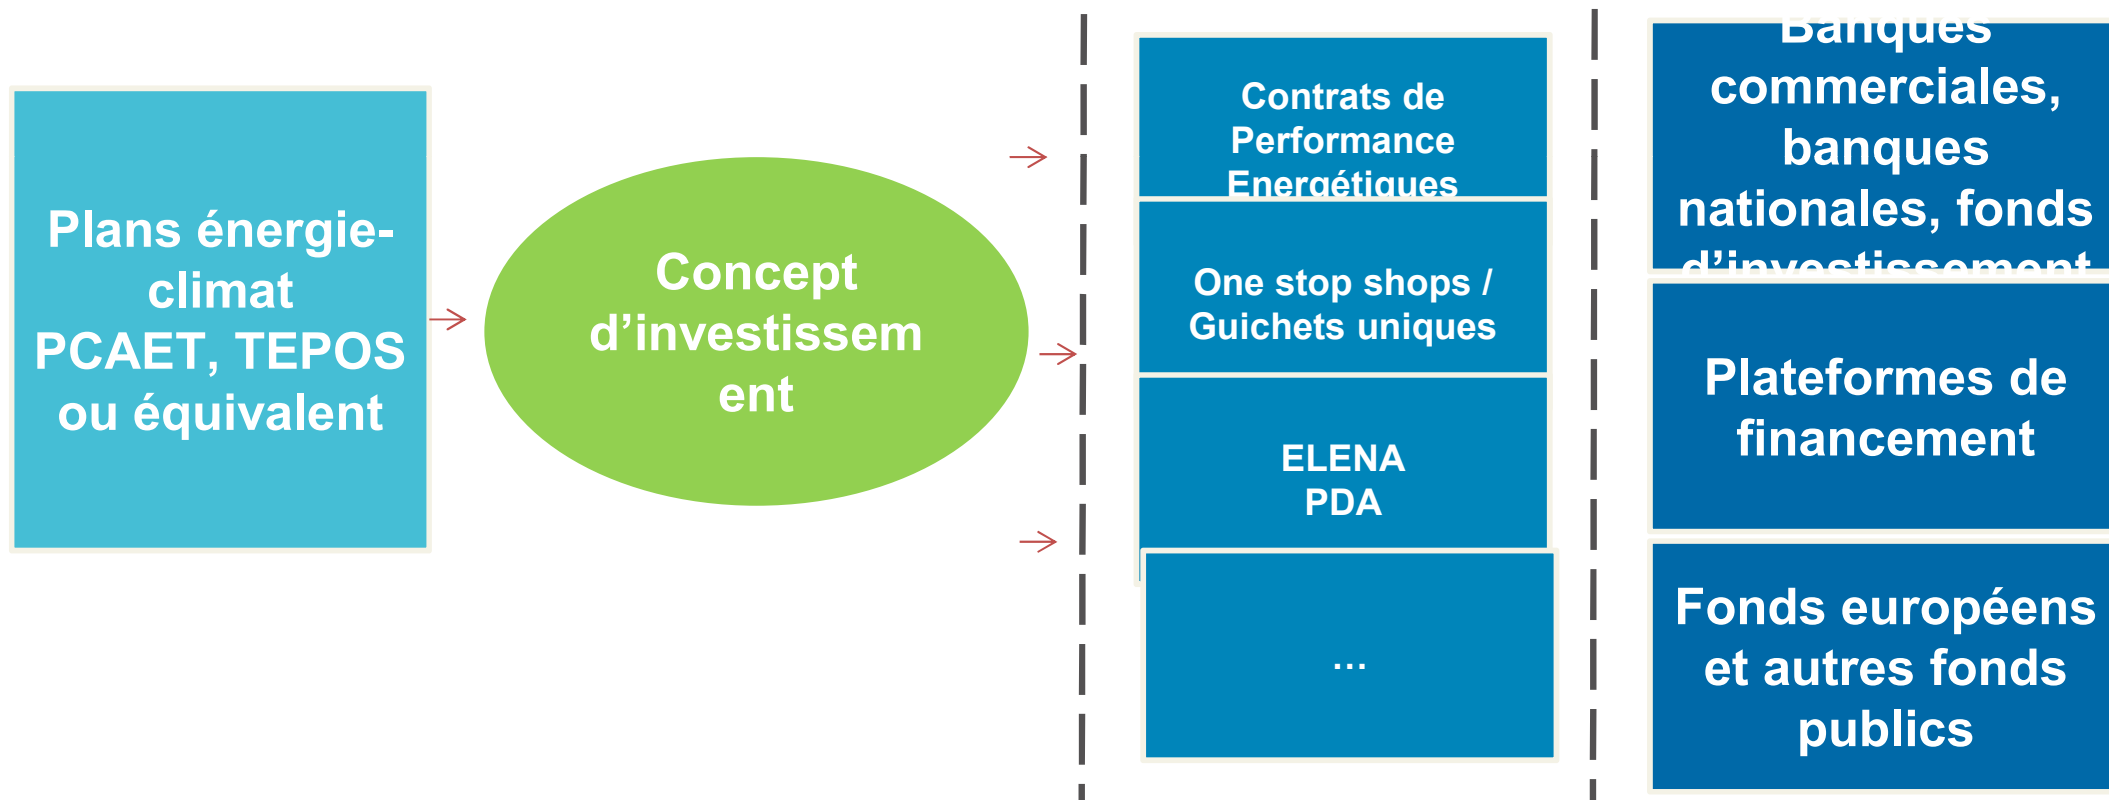 Plans énergie-
climat
PCAET, TEPOS
ou équivalent
Concept
d’investissem
ent
Contrats de
Performance
Energétiques
One stop shops /
Guichets uniques
ELENA
PDA
…
Banques
commerciales,
banques
nationales, fonds
d’investissement
Plateformes de
financement
Fonds européens
et autres fonds
publics